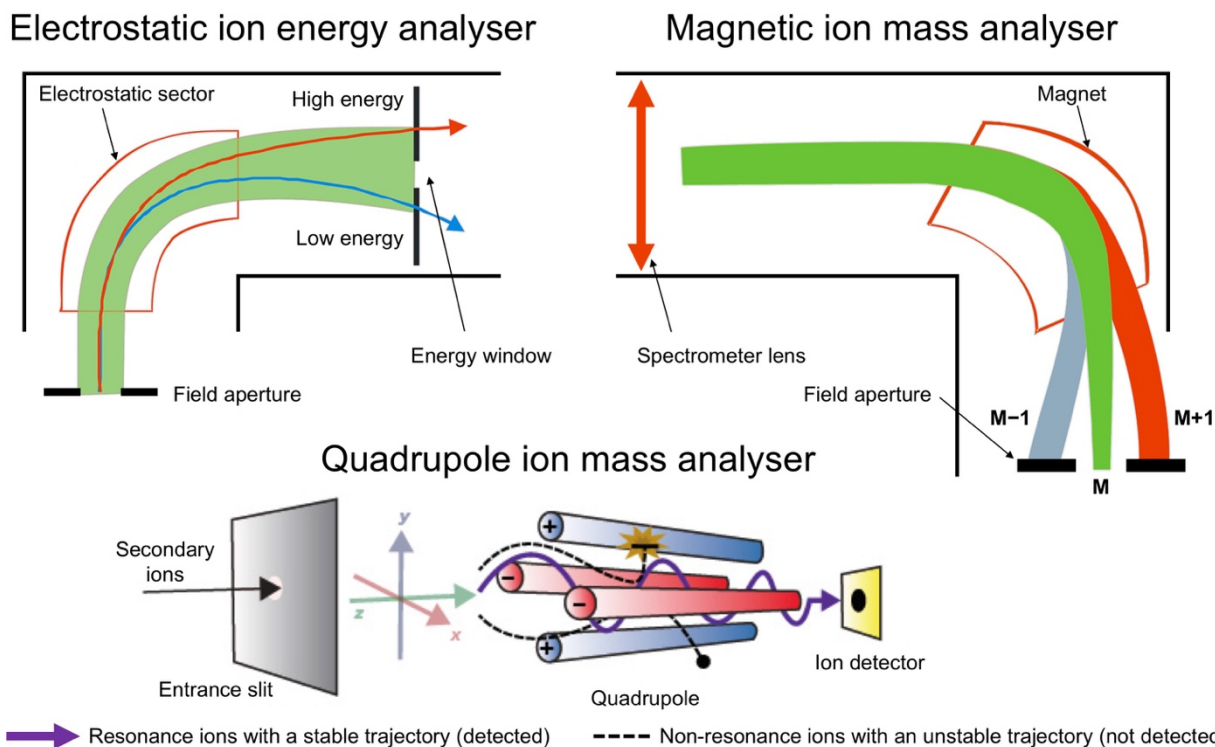 Electrostatic ion energy analyser
Magnetic ion mass analyser
Electrostatic sector
High energy
Low energy
Energy window
Field aperture
Magnet
Spectrometer lens
Field aperture
M−1
M
M+1
Quadrupole ion mass analyser
Secondary
ions
Entrance slit
y
z
x
+
−
−
+
Quadrupole
Ion detector
Resonance ions with a stable trajectory (detected)
Non-resonance ions with an unstable trajectory (not detected